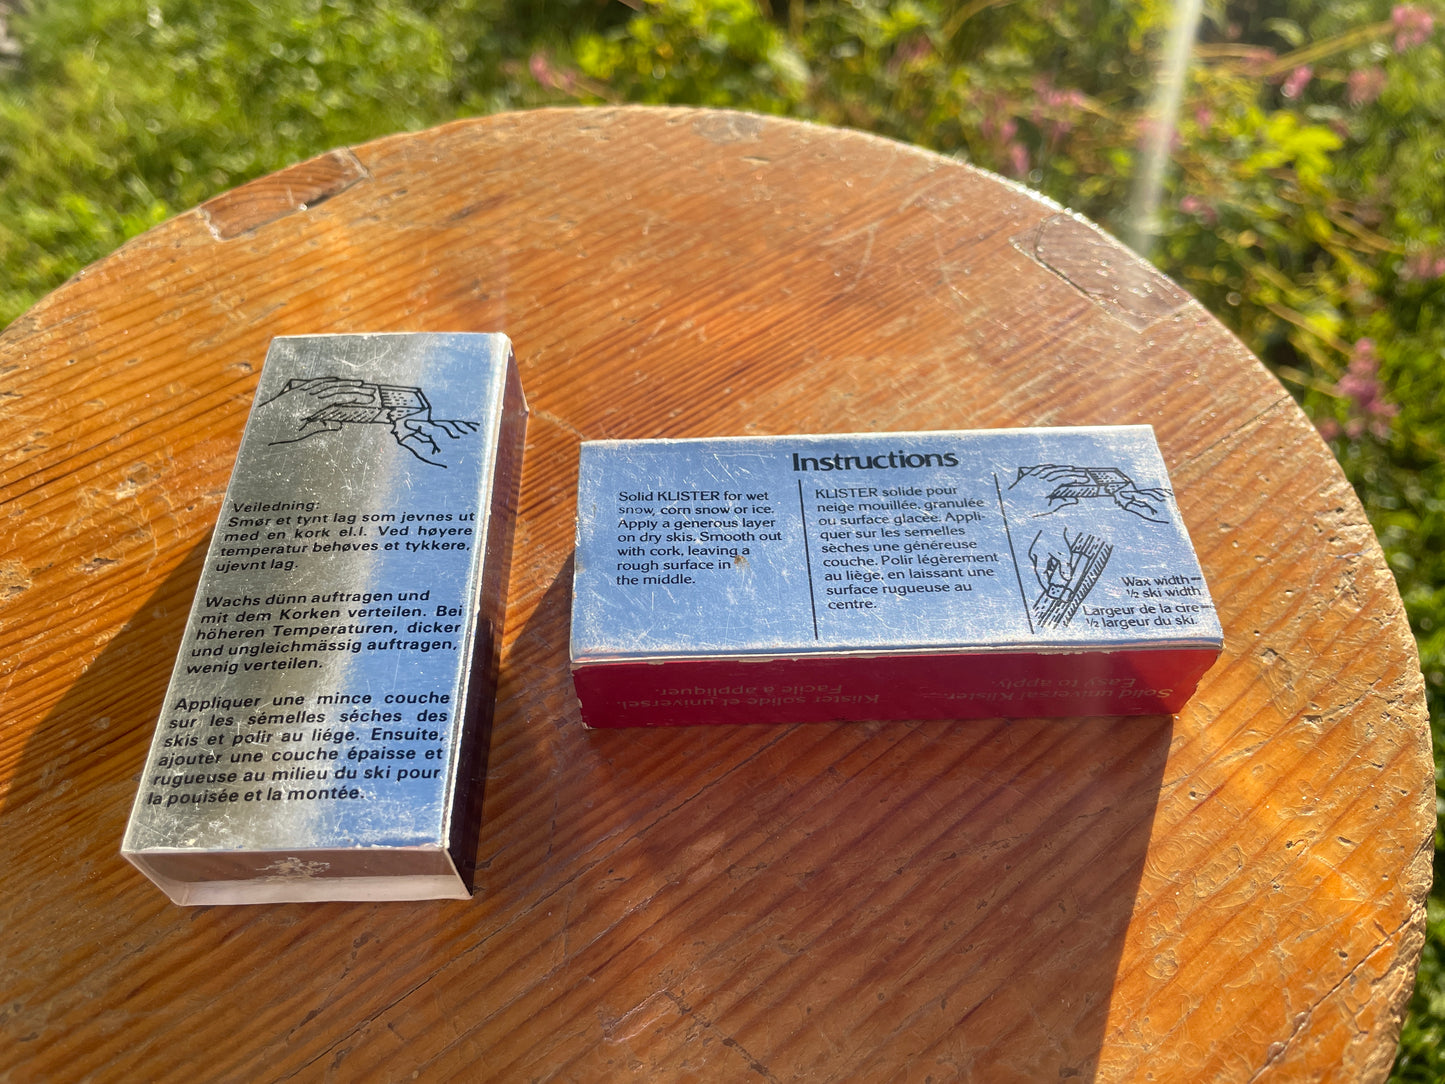 Veiledning:
Smør et tynt lag som jevnes ut
med en kork el.l. Ved høyere
temperatur behøves et tykkere,
ujevnt lag.
Wachs dünn auftragen und
mit dem Korken verteilen. Bei
höheren Temperaturen, dicker
und ungleichmässig auftragen,
wenig verteilen.
Appliquer une mince couche
sur les sémelles séches des
skis et polir au liége. Ensuite,
ajouter une couche épaisse et
rugueuse au milieu du ski pour
la pouisée et la montée.
Instructions
Solid KLISTER for wet
snow, corn snow or ice.
Apply a generous layer
on dry skis. Smooth out
with cork, leaving a
rough surface in
the middle.
KLISTER solide pour
neige mouillée, granulée
ou surface glacée. Appli-
quer sur les semelles
sèches une généreuse
couche. Polir légèrement
au liège, en laissant une
surface rugueuse au
centre.
Wax width—
½ ski width
Largeur de la cire—
½ largeur du ski.
Solid universal Klister...
Easy to apply.
Klister solide et universel...
Facile à appliquer.